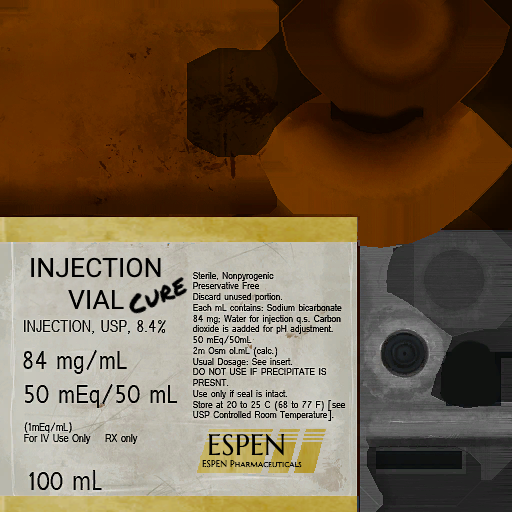 INJECTION
VIAL CURE
INJECTION, USP, 8.4%
84 mg/mL
50 mEq/50 mL
(1mEq/mL)
For IV Use Only RX only
100 mL
Sterile, Nonpyrogenic
Preservative Free
Discard unused portion.
Each mL contains: Sodium bicarbonate
84 mg; Water for injection q.s. Carbon
dioxide is aadded for pH adjustment.
50 mEq/50mL
2m Osm ol.mL (calc.)
Usual Dosage: See insert.
DO NOT USE IF PRECIPITATE IS
PRESNT.
Use only if seal is intact.
Store at 20 to 25 C (68 to 77 F) [see
USP Controlled Room Temperature].
ESPEN
ESPEN PHARMACEUTICALS